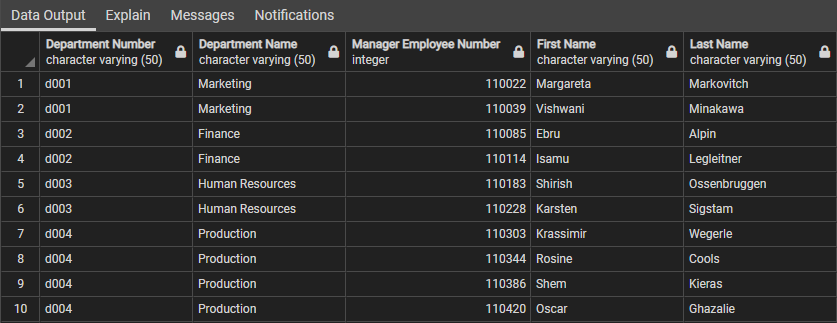 Data Output Explain Messages Notifications
Department Number Department Name Manager Employee Number First Name Last Name
character varying (50) character varying (50) integer character varying (50) character varying (50)
1 d001 Marketing 110022 Margareta Markovitch
2 d001 Marketing 110039 Vishwani Minakawa
3 d002 Finance 110085 Ebru Alpin
4 d002 Finance 110114 Isamu Legleitner
5 d003 Human Resources 110183 Shirish Ossenbruggen
6 d003 Human Resources 110228 Karsten Sigstam
7 d004 Production 110303 Krassimir Wegerle
8 d004 Production 110344 Rosine Cools
9 d004 Production 110386 Shem Kieras
10 d004 Production 110420 Oscar Ghazalie